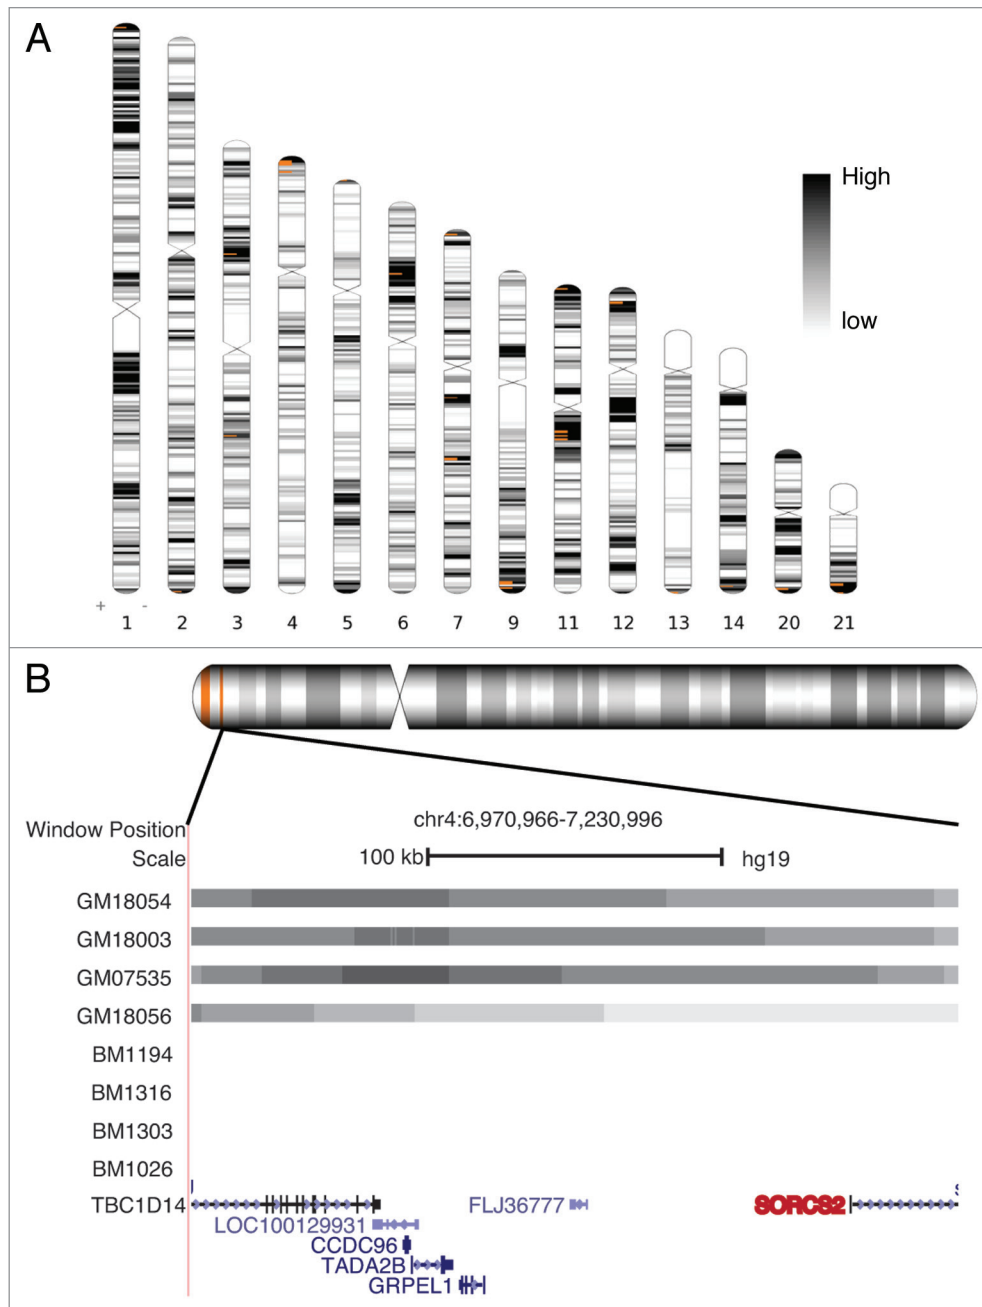 A
High
low
+ -
1 2 3 4 5 6 7 9 11 12 13 14 20 21
B
chr4:6,970,966-7,230,996
Window Position
Scale 100 kb hg19
GM18054
GM18003
GM07535
GM18056
BM1194
BM1316
BM1303
BM1026
TBC1D14 FLJ36777 SORCS2
LOC100129931
CCDC96
TADA2B
GRPEL1